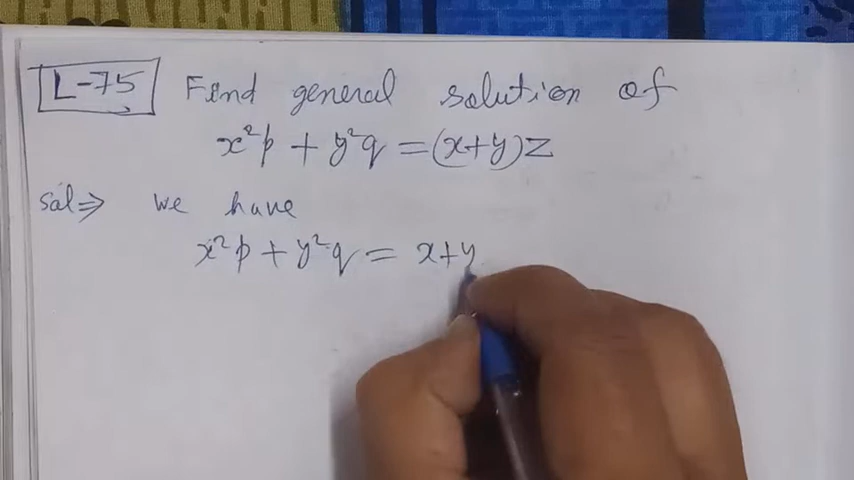 L-75 Find general solution of
x²p + y²q = (x+y)z
sol⇒ we have
x²p + y²q = x+y